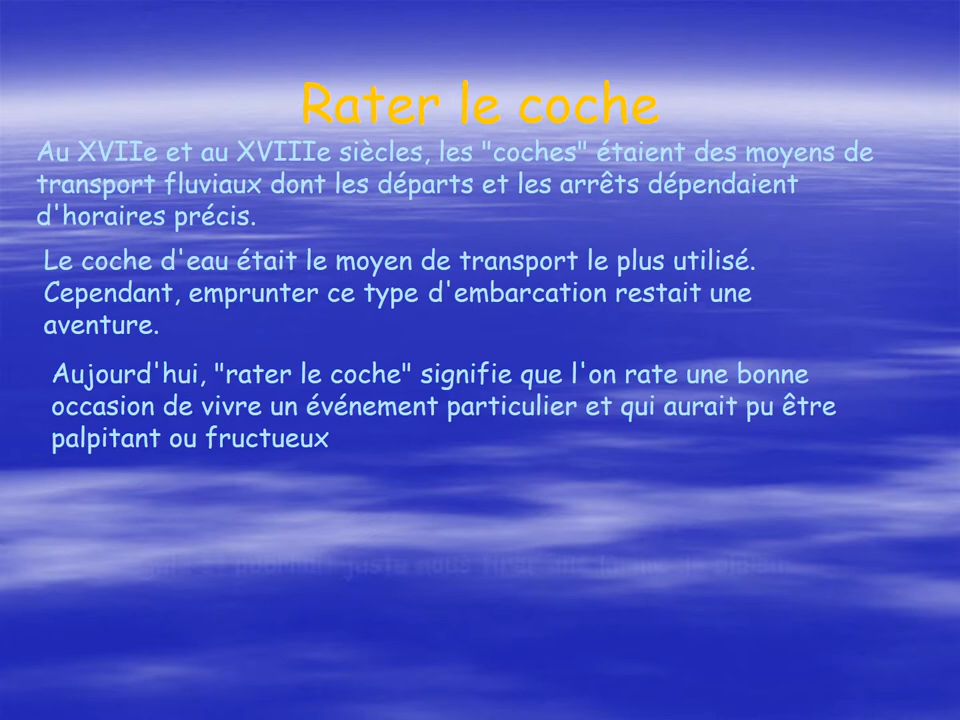 Rater le coche
Au XVIIe et au XVIIIe siècles, les "coches" étaient des moyens de
transport fluviaux dont les départs et les arrêts dépendaient
d'horaires précis.
Le coche d'eau était le moyen de transport le plus utilisé.
Cependant, emprunter ce type d'embarcation restait une
aventure.
Aujourd'hui, "rater le coche" signifie que l'on rate une bonne
occasion de vivre un événement particulier et qui aurait pu être
palpitant ou fructueux